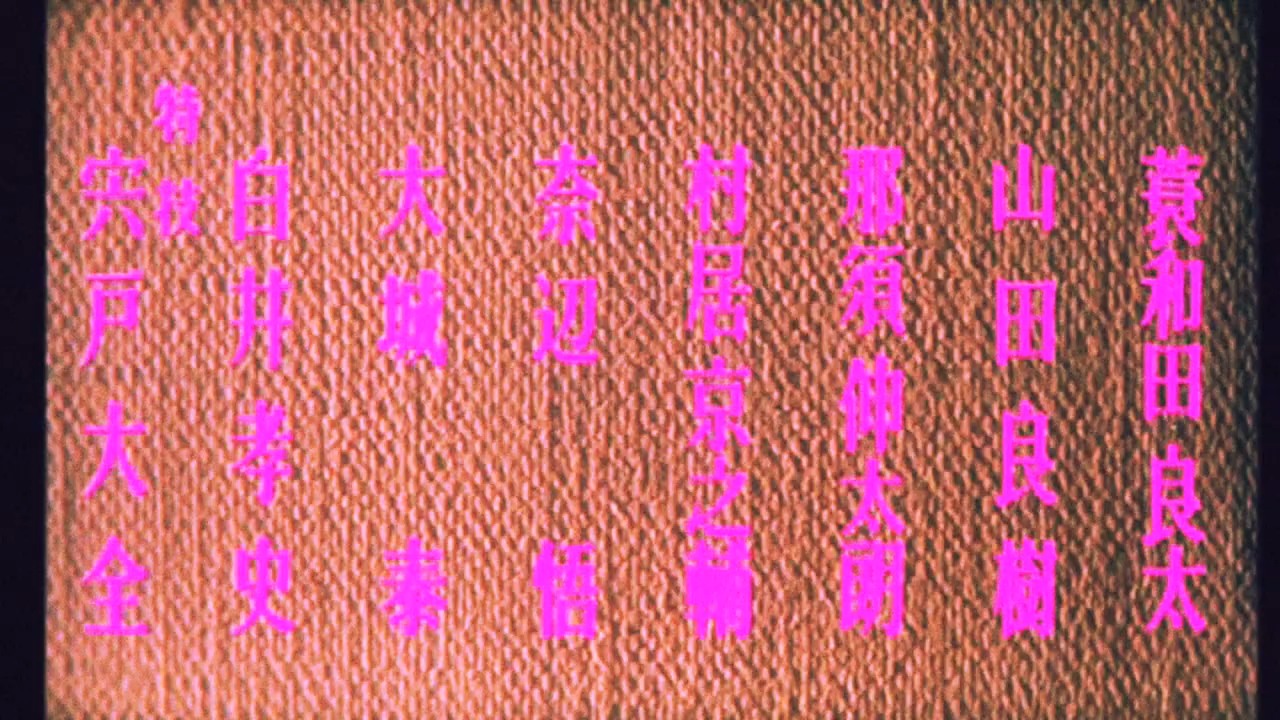 蓑和田良太
山田良樹
那須伸太朗
村居京之輔
奈辺悟
大城泰
白井孝史
特技
宍戸大全